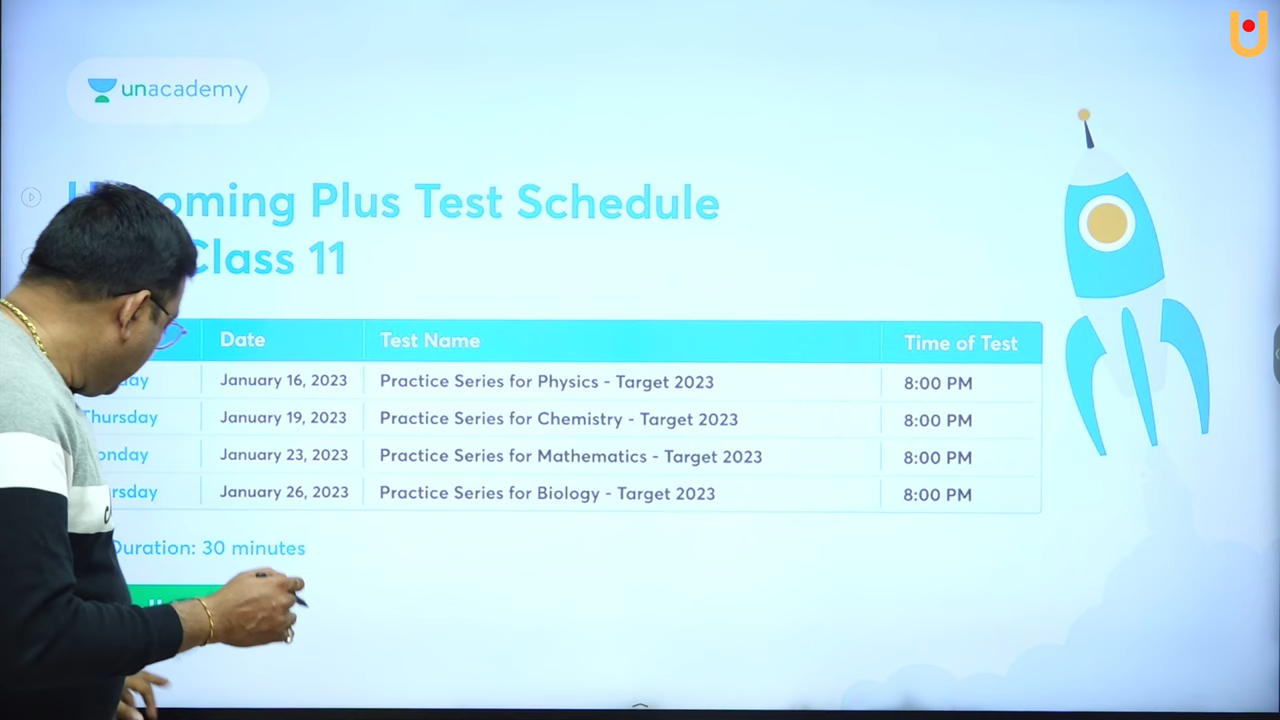 unacademy
Upcoming Plus Test Schedule
Class 11
Date Test Name Time of Test
January 16, 2023 Practice Series for Physics - Target 2023 8:00 PM
Thursday January 19, 2023 Practice Series for Chemistry - Target 2023 8:00 PM
Monday January 23, 2023 Practice Series for Mathematics - Target 2023 8:00 PM
January 26, 2023 Practice Series for Biology - Target 2023 8:00 PM
Duration: 30 minutes